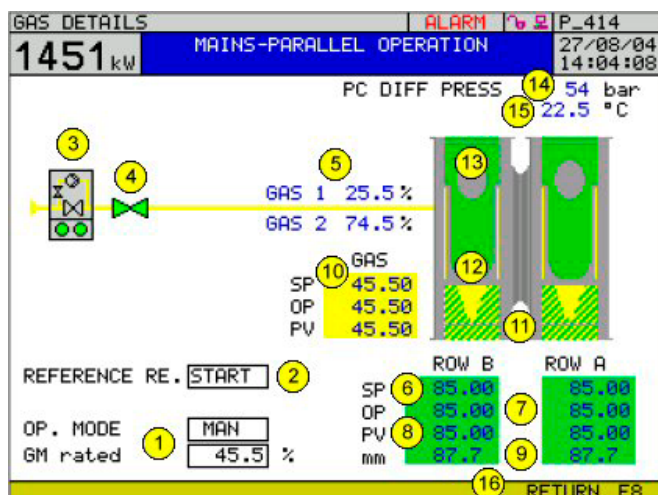 GAS DETAILS ALARM P_414
1451 kW MAINS-PARALLEL OPERATION 27/08/04
14:04:08
PC DIFF PRESS 14 54 bar
15 22.5 °C
3 4 5 13
GAS 1 25.5 %
GAS 2 74.5 %
GAS
10 12
SP 45.50
OP 45.50
PV 45.50
11
ROW B ROW A
REFERENCE RE. START 2
SP 6 85.00 85.00
OP 85.00 7 85.00
OP. MODE MAN
PV 8 85.00 85.00
1
GM rated 45.5 %
mm 87.7 9 87.7
16 RETURN F8